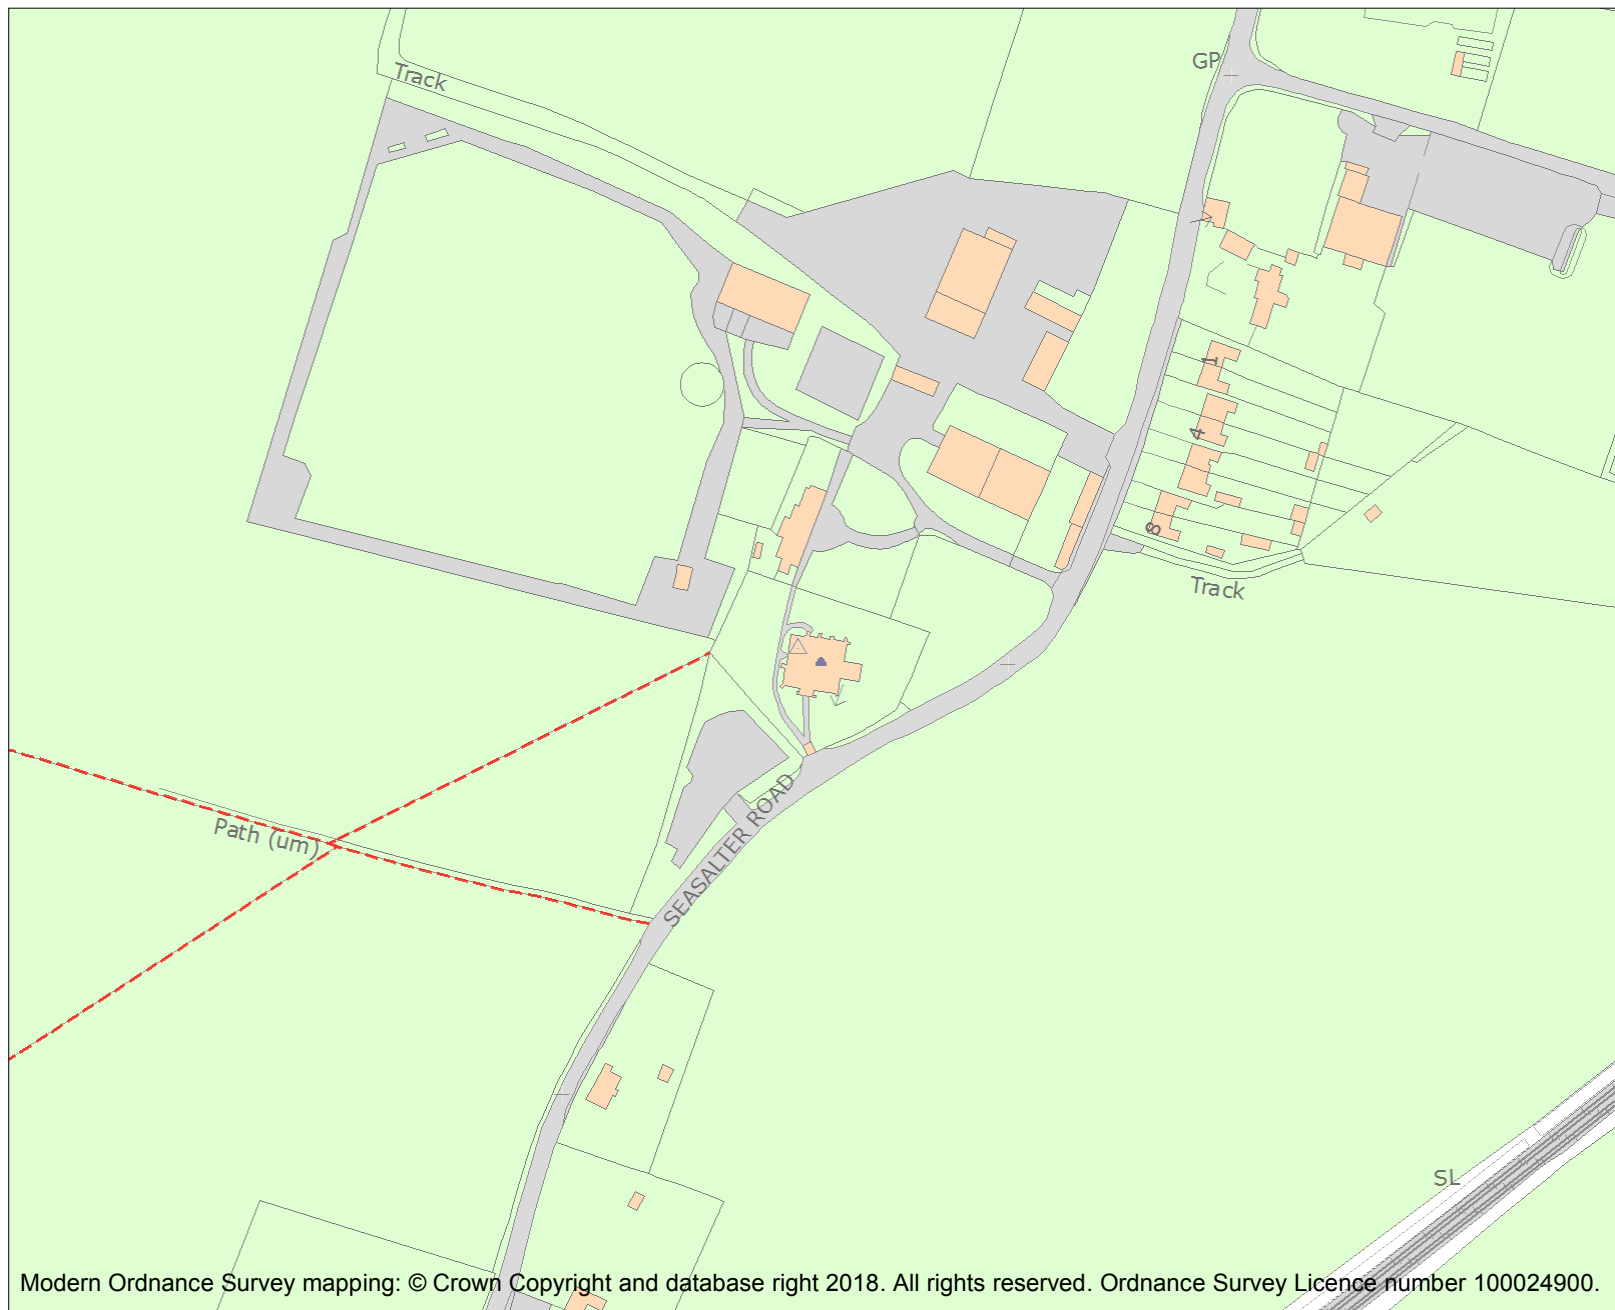 GP
Track
1
4
8
Track
SEASALTER ROAD
Path (um)
SL
Modern Ordnance Survey mapping: © Crown Copyright and database right 2018. All rights reserved. Ordnance Survey Licence number 100024900.